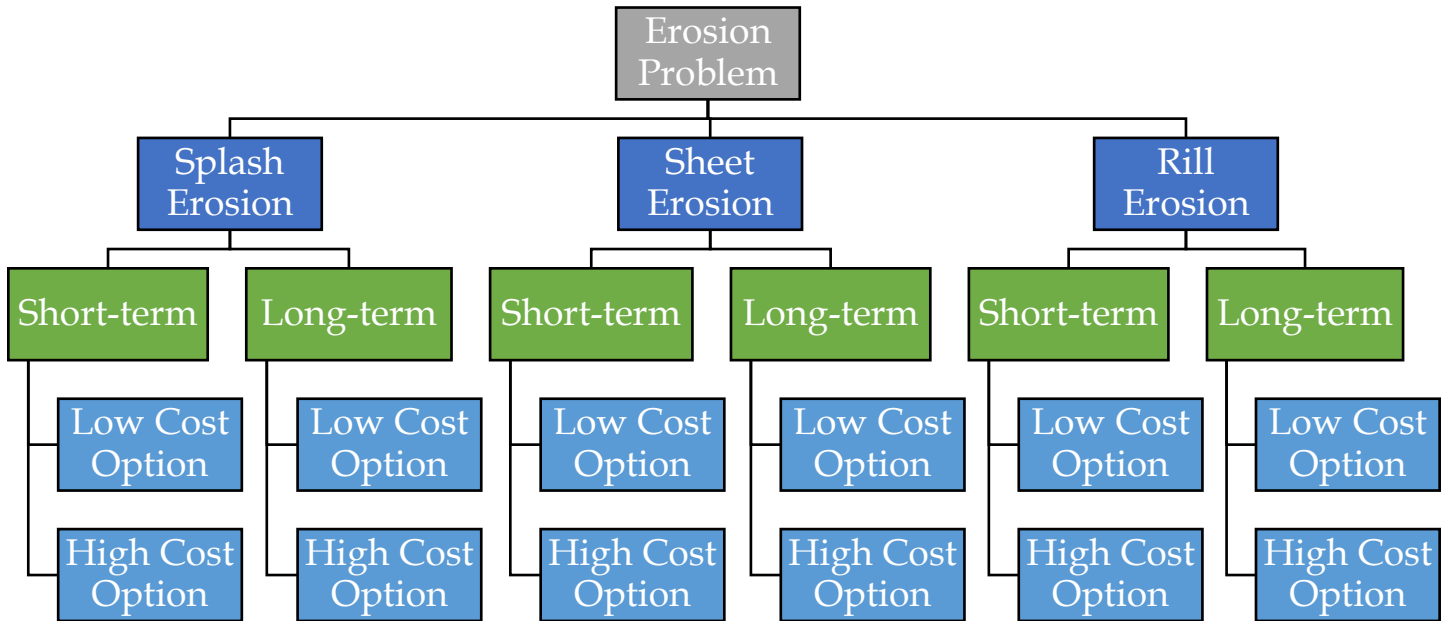 Erosion
Problem
Splash
Erosion
Sheet
Erosion
Rill
Erosion
Short-term
Long-term
Short-term
Long-term
Short-term
Long-term
Low Cost
Option
Low Cost
Option
Low Cost
Option
Low Cost
Option
Low Cost
Option
Low Cost
Option
High Cost
Option
High Cost
Option
High Cost
Option
High Cost
Option
High Cost
Option
High Cost
Option